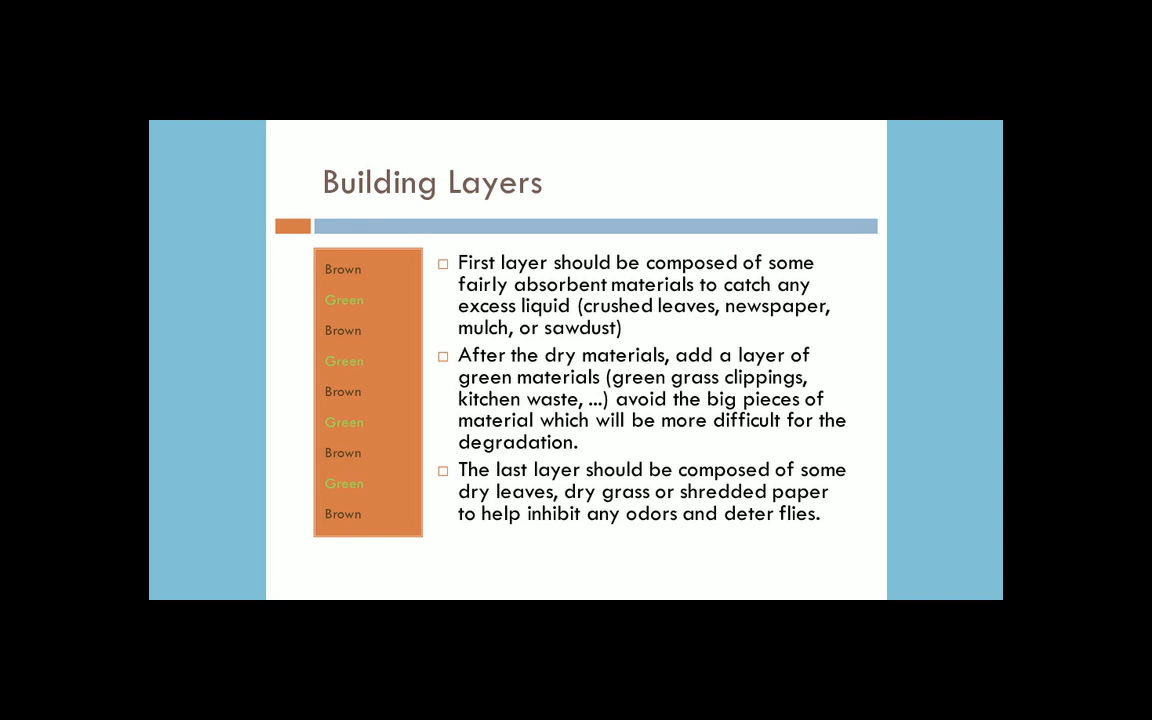 Building Layers
Brown
Green
Brown
Green
Brown
Green
Brown
Green
Brown
□ First layer should be composed of some
fairly absorbent materials to catch any
excess liquid (crushed leaves, newspaper,
mulch, or sawdust)
□ After the dry materials, add a layer of
green materials (green grass clippings,
kitchen waste, ...) avoid the big pieces of
material which will be more difficult for the
degradation.
□ The last layer should be composed of some
dry leaves, dry grass or shredded paper
to help inhibit any odors and deter flies.